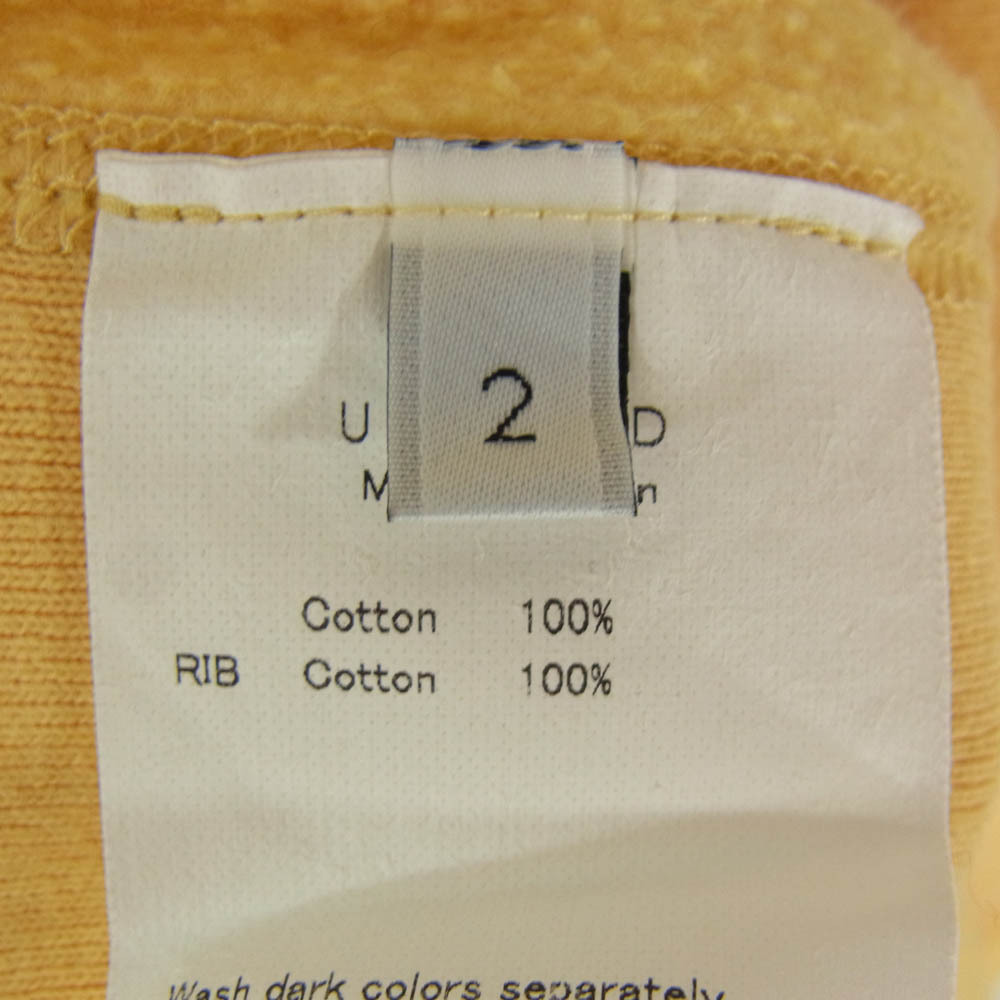 2
Cotton 100%
RIB Cotton 100%
Wash dark colors separately